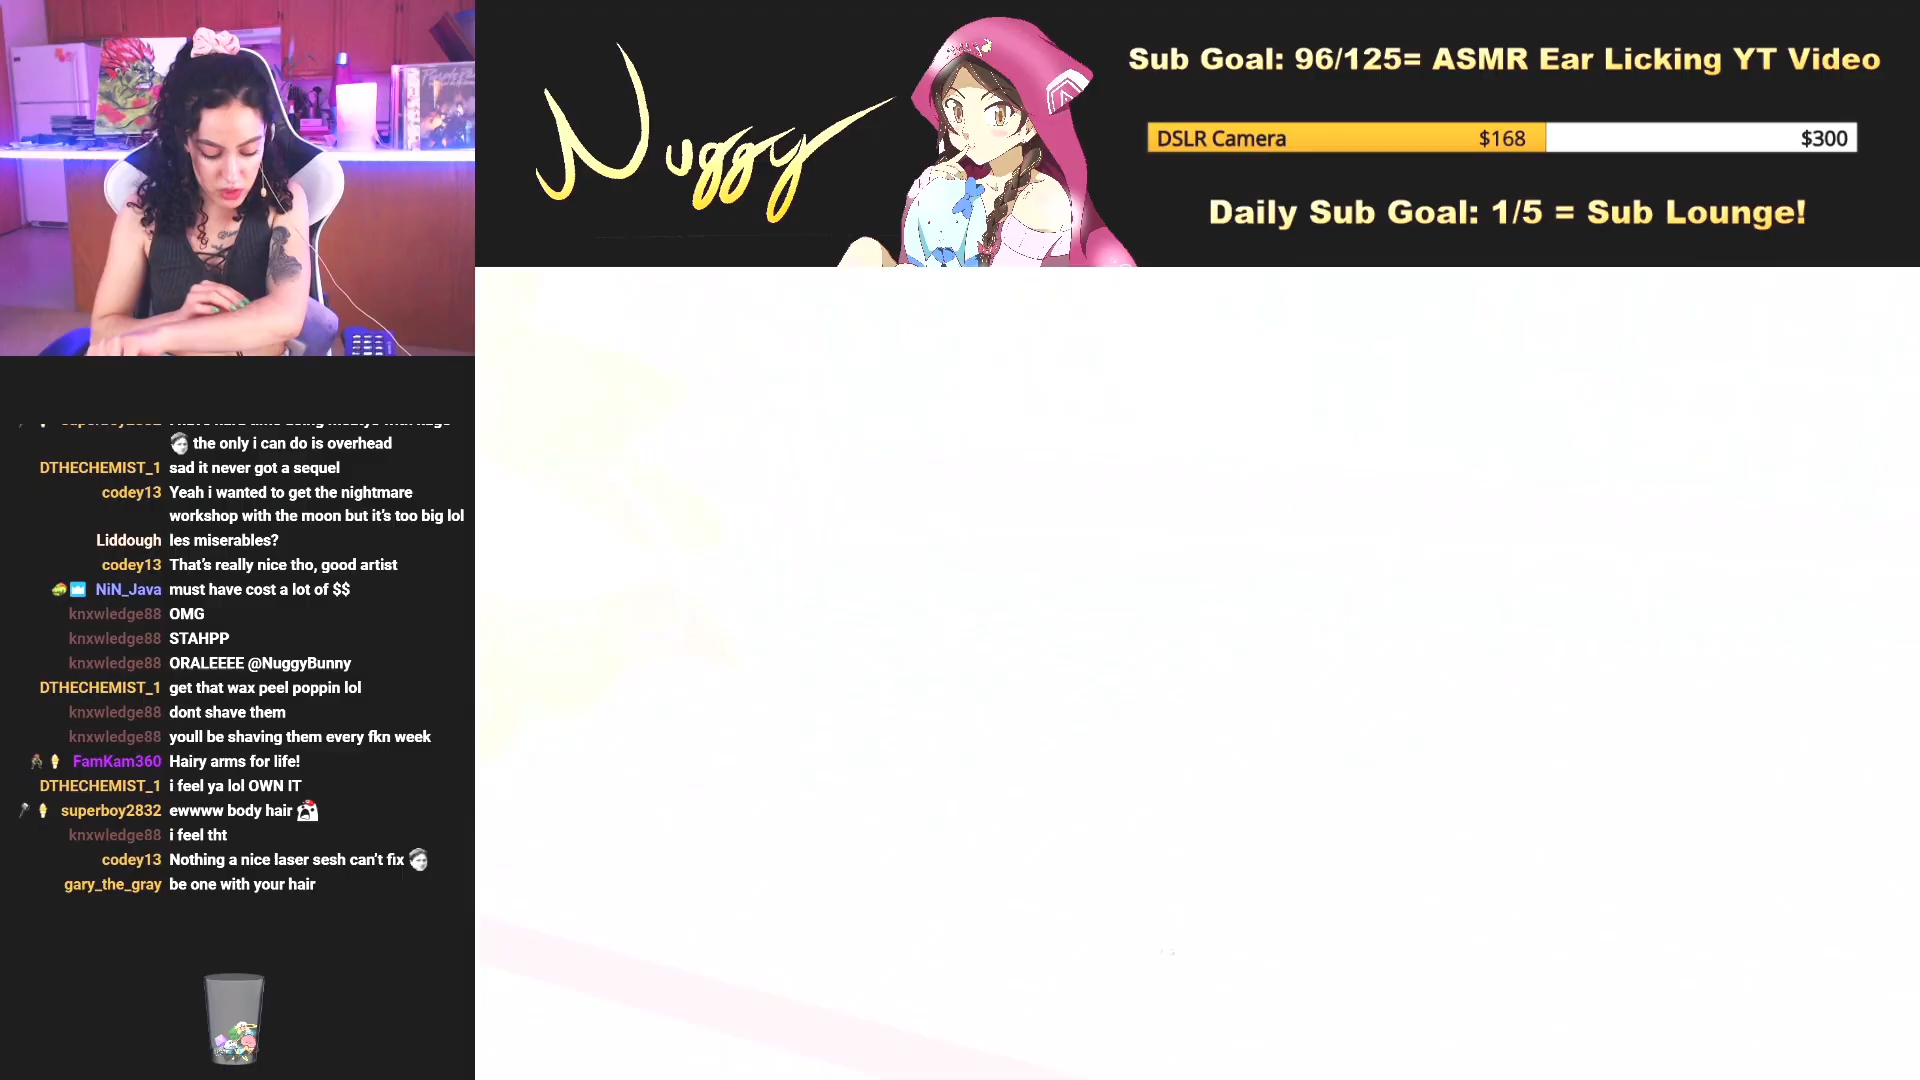 Nuggy
Sub Goal: 96/125= ASMR Ear Licking YT Video
DSLR Camera $168 $300
Daily Sub Goal: 1/5 = Sub Lounge!
the only i can do is overhead
DTHECHEMIST_1 sad it never got a sequel
codey13 Yeah i wanted to get the nightmare
workshop with the moon but it's too big lol
Liddough les miserables?
codey13 That's really nice tho, good artist
NiN_Java must have cost a lot of $$
knxwledge88 OMG
knxwledge88 STAHPP
knxwledge88 ORALEEEE @NuggyBunny
DTHECHEMIST_1 get that wax peel poppin lol
knxwledge88 dont shave them
knxwledge88 youll be shaving them every fkn week
FamKam360 Hairy arms for life!
DTHECHEMIST_1 i feel ya lol OWN IT
superboy2832 ewwww body hair
knxwledge88 i feel tht
codey13 Nothing a nice laser sesh can't fix
gary_the_gray be one with your hair